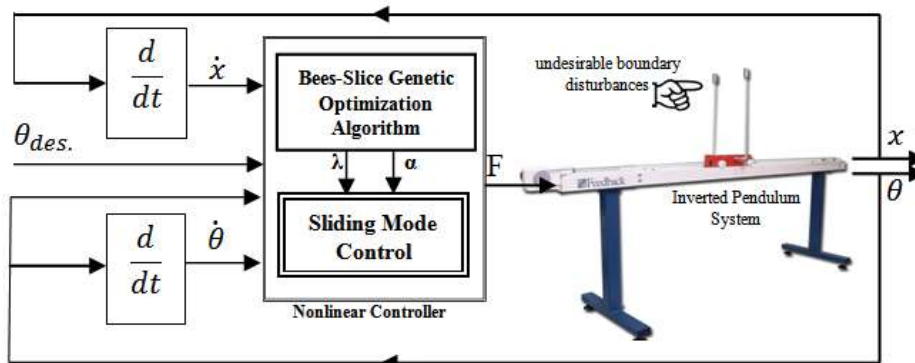 d
dt
ẋ
Bees-Slice Genetic
Optimization
Algorithm
λ α
θdes.
Sliding Mode
Control
Nonlinear Controller
d
dt
θ̇
F
undesirable boundary
disturbances
Feedback
Inverted Pendulum
System
x
θ